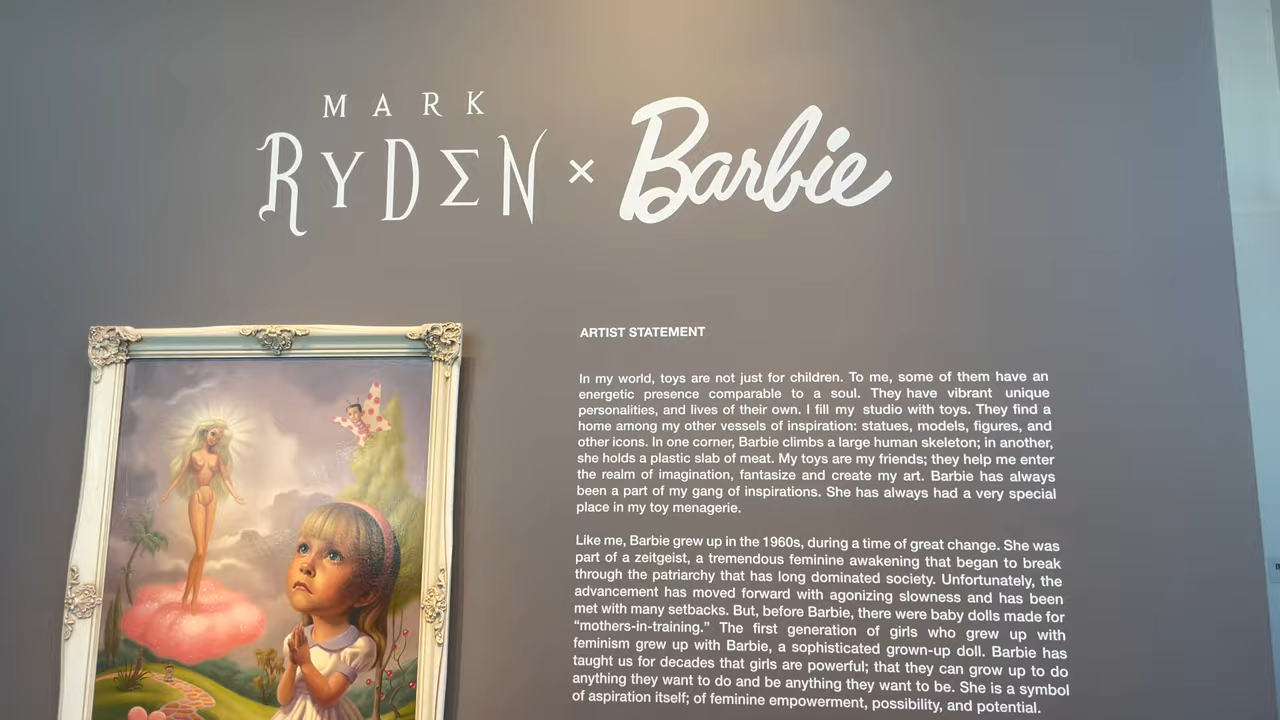 MARK
RYDΣN × Barbie
ARTIST STATEMENT
In my world, toys are not just for children. To me, some of them have an
energetic presence comparable to a soul. They have vibrant unique
personalities, and lives of their own. I fill my studio with toys. They find a
home among my other vessels of inspiration: statues, models, figures, and
other icons. In one corner, Barbie climbs a large human skeleton; in another,
she holds a plastic slab of meat. My toys are my friends; they help me enter
the realm of imagination, fantasize and create my art. Barbie has always
been a part of my gang of inspirations. She has always had a very special
place in my toy menagerie.
Like me, Barbie grew up in the 1960s, during a time of great change. She was
part of a zeitgeist, a tremendous feminine awakening that began to break
through the patriarchy that has long dominated society. Unfortunately, the
advancement has moved forward with agonizing slowness and has been
met with many setbacks. But, before Barbie, there were baby dolls made for
“mothers-in-training.” The first generation of girls who grew up with
feminism grew up with Barbie, a sophisticated grown-up doll. Barbie has
taught us for decades that girls are powerful; that they can grow up to do
anything they want to do and be anything they want to be. She is a symbol
of aspiration itself; of feminine empowerment, possibility, and potential.